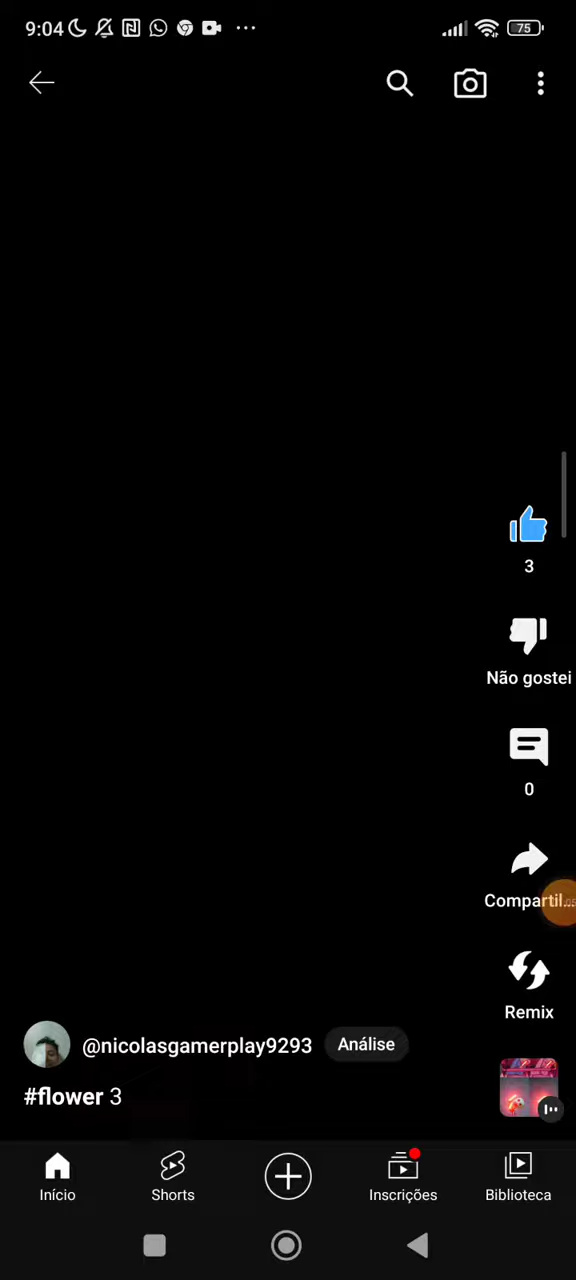 9:04
75
3
Não gostei
0
Compartil...
Remix
@nicolasgamerplay9293 Análise
#flower 3
Início Shorts Inscrições Biblioteca